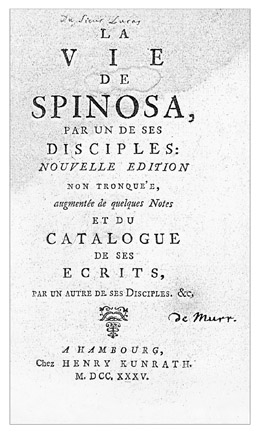 Du Sieur Lucas
LA
VIE
DE
SPINOSA,
PAR UN DE SES
DISCIPLES:
NOUVELLE EDITION
NON TRONQUE'E,
augmentée de quelques Notes
ET DU
CATALOGUE
DE SES
ECRITS,
PAR UN AUTRE DE SES DISCIPLES. &c,
de Murr.
A HAMBOURG,
Chez HENRY KUNRATH.
M. DCC. XXXV.